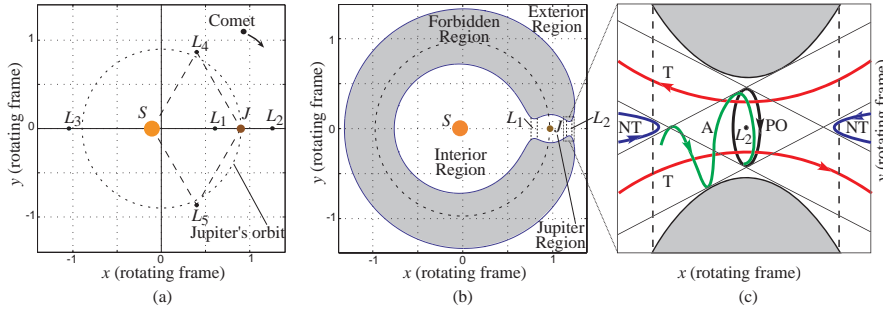 Comet
L4
L3
S
L1
J
L2
L5
Jupiter's orbit
1
0
-1
-1
0
1
y (rotating frame)
x (rotating frame)
(a)
Forbidden
Region
Exterior
Region
S
L1
J
L2
Interior
Region
Jupiter
Region
1
0
-1
-1
0
1
y (rotating frame)
x (rotating frame)
(b)
T
NT
A
L2
PO
NT
T
y (rotating frame)
x (rotating frame)
(c)